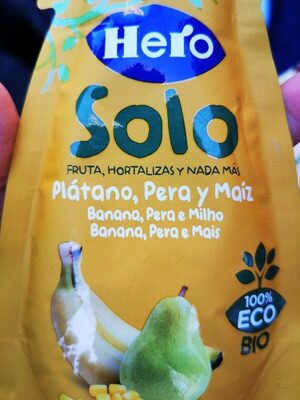 Hero
Solo
FRUTA, HORTALIZAS Y NADA MÁS
Plátano, Pera y Maíz
Banana, Pera e Milho
Banana, Pera e Mais
100%
ECO
BIO